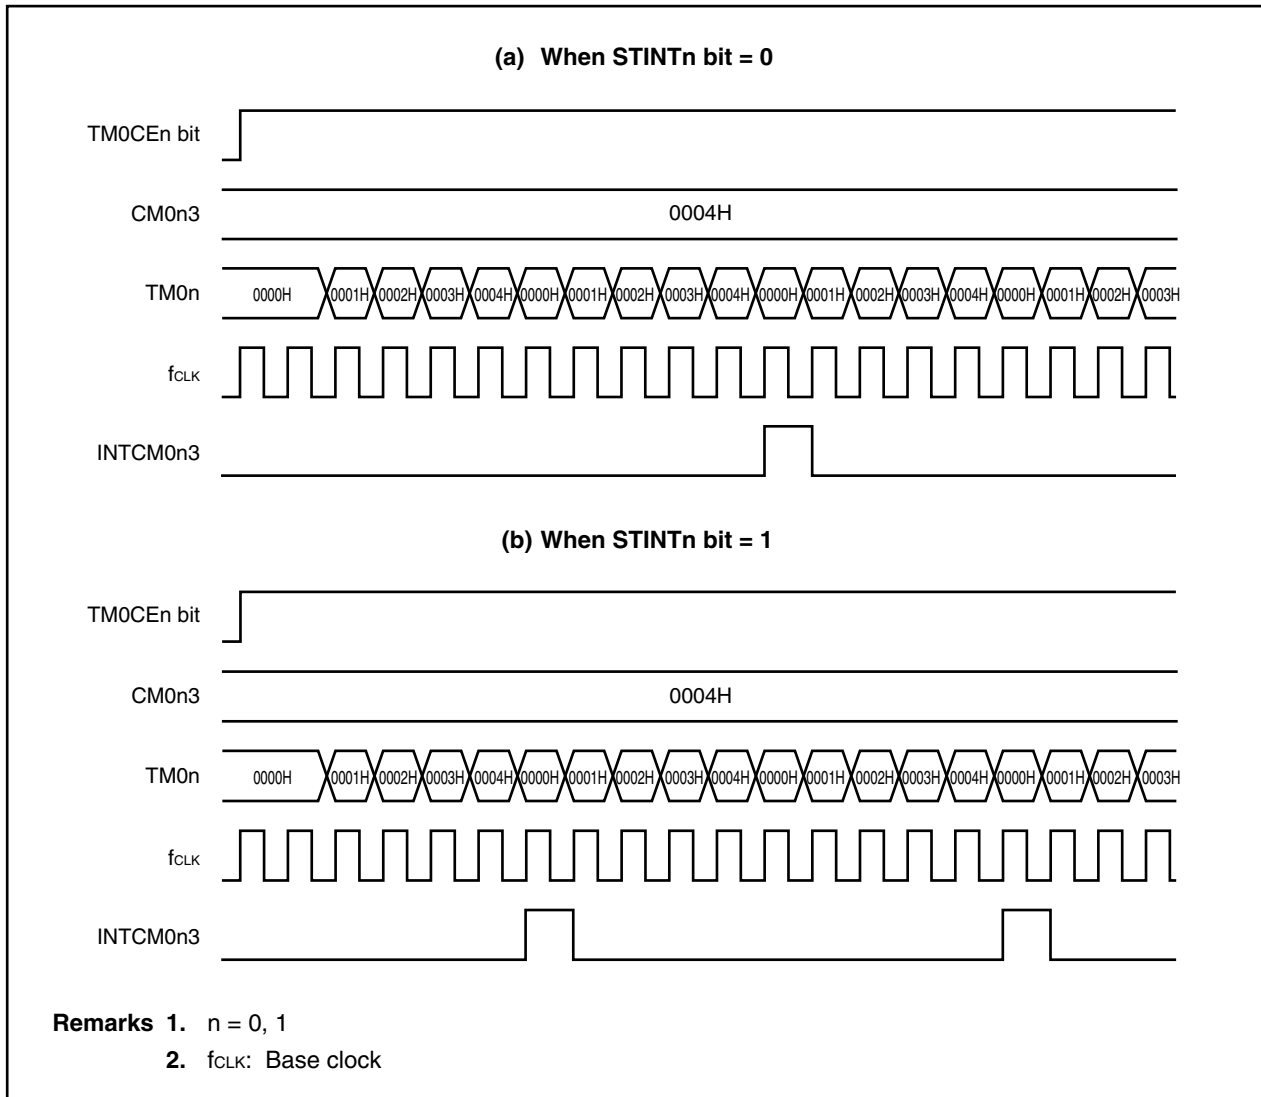 (a) When STINTn bit = 0
TM0CEn bit
CM0n3 0004H
TM0n 0000H 0001H 0002H 0003H 0004H 0000H 0001H 0002H 0003H 0004H 0000H 0001H 0002H 0003H 0004H 0000H 0001H 0002H 0003H
fCLK
INTCM0n3
(b) When STINTn bit = 1
TM0CEn bit
CM0n3 0004H
TM0n 0000H 0001H 0002H 0003H 0004H 0000H 0001H 0002H 0003H 0004H 0000H 0001H 0002H 0003H 0004H 0000H 0001H 0002H 0003H
fCLK
INTCM0n3
Remarks 1. n = 0, 1
2. fCLK: Base clock